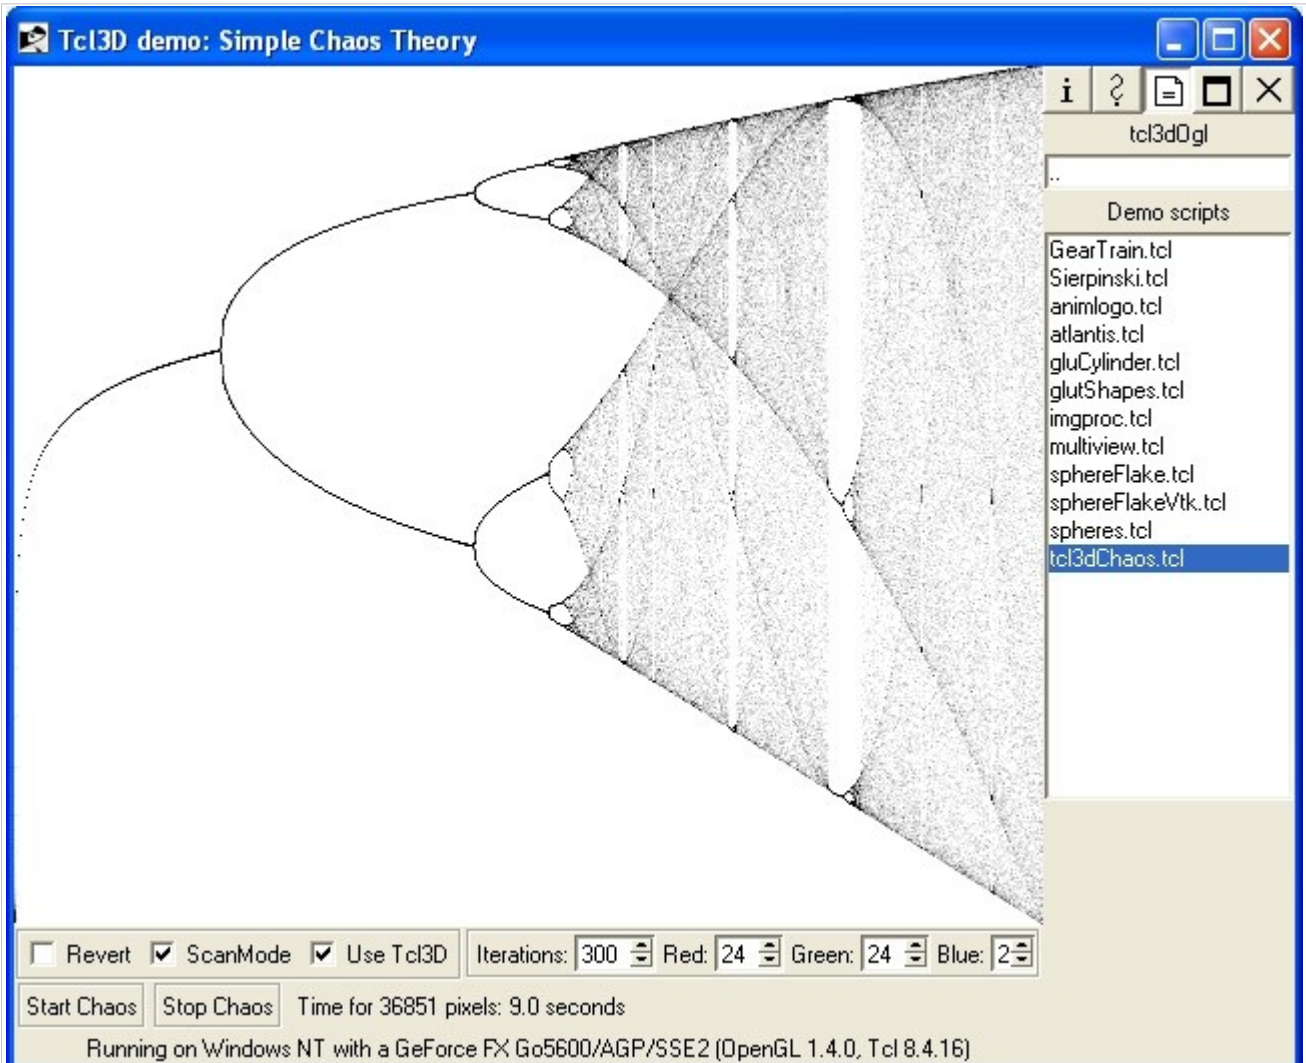 Tcl3D demo: Simple Chaos Theory
tcl3dOgl
..
Demo scripts
GearTrain.tcl
Sierpinski.tcl
animlogo.tcl
atlantis.tcl
gluCylinder.tcl
glutShapes.tcl
imgproc.tcl
multiview.tcl
sphereFlake.tcl
sphereFlakeVtk.tcl
spheres.tcl
tcl3dChaos.tcl
Revert ScanMode Use Tcl3D Iterations: 300 Red: 24 Green: 24 Blue: 2
Start Chaos Stop Chaos Time for 36851 pixels: 9.0 seconds
Running on Windows NT with a GeForce FX Go5600/AGP/SSE2 (OpenGL 1.4.0, Tcl 8.4.16)